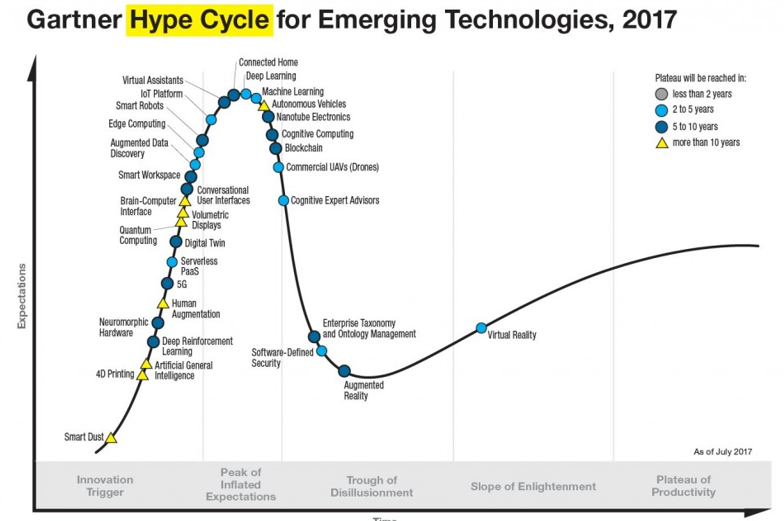 Gartner Hype Cycle for Emerging Technologies, 2017
Connected Home
Deep Learning
Virtual Assistants
Machine Learning
IoT Platform
Autonomous Vehicles
Smart Robots
Nanotube Electronics
Edge Computing
Cognitive Computing
Augmented Data
Discovery
Blockchain
Commercial UAVs (Drones)
Smart Workspace
Conversational
User Interfaces
Cognitive Expert Advisors
Brain-Computer
Interface
Volumetric
Displays
Quantum
Computing
Digital Twin
Serverless
PaaS
5G
Human
Augmentation
Neuromorphic
Hardware
Deep Reinforcement
Learning
Artificial General
Intelligence
4D Printing
Smart Dust
Enterprise Taxonomy
and Ontology Management
Software-Defined
Security
Augmented
Reality
Virtual Reality
Plateau will be reached in:
less than 2 years
2 to 5 years
5 to 10 years
more than 10 years
Expectations
As of July 2017
Innovation
Trigger
Peak of
Inflated
Expectations
Trough of
Disillusionment
Slope of Enlightenment
Plateau of
Productivity